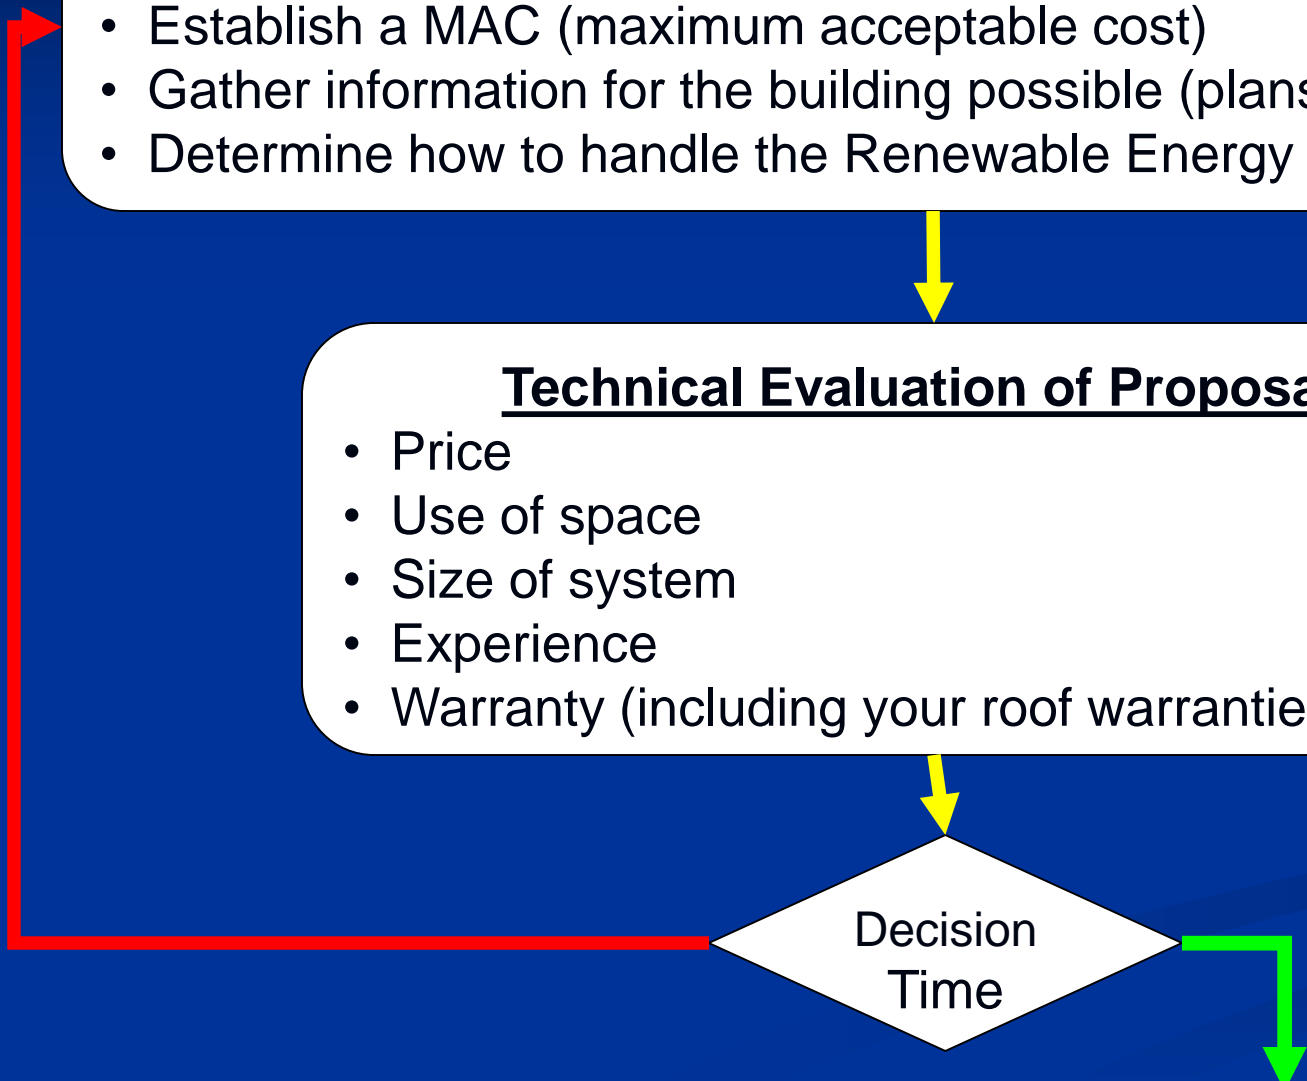 • Establish a MAC (maximum acceptable cost)
• Gather information for the building possible (plans
• Determine how to handle the Renewable Energy
Technical Evaluation of Proposa
• Price
• Use of space
• Size of system
• Experience
• Warranty (including your roof warrantie
Decision
Time